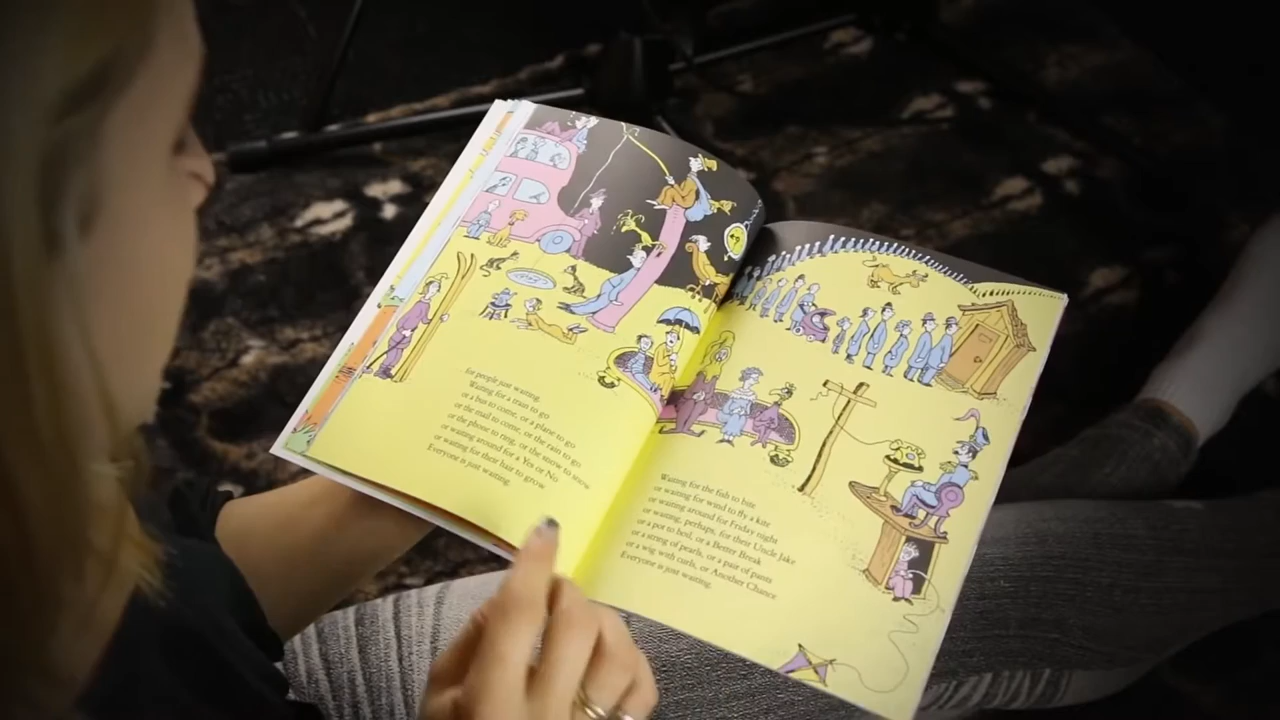 ...for people just waiting.
Waiting for a train to go
or a bus to come, or a plane to go
or the mail to come, or the rain to go
or the phone to ring, or the snow to snow
or waiting around for a Yes or No
or waiting for their hair to grow.
Everyone is just waiting.
Waiting for the fish to bite
or waiting for wind to fly a kite
or waiting around for Friday night
or waiting, perhaps, for their Uncle Jake
or a pot to boil, or a Better Break
or a string of pearls, or a pair of pants
or a wig with curls, or Another Chance.
Everyone is just waiting.